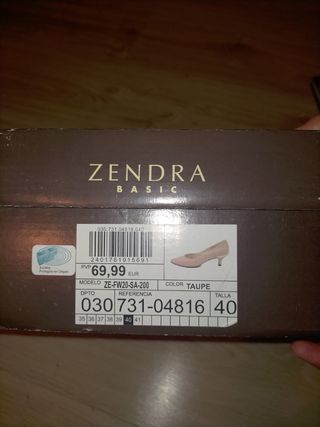 ZENDRA
BASIC
030 731-04816 040
2401761915691
PVP 69,99 EUR
MODELO ZE-FW20-SA-200 COLOR TAUPE
DPTO REFERENCIA TALLA
030 731-04816 40
35 36 37 38 39 40 41